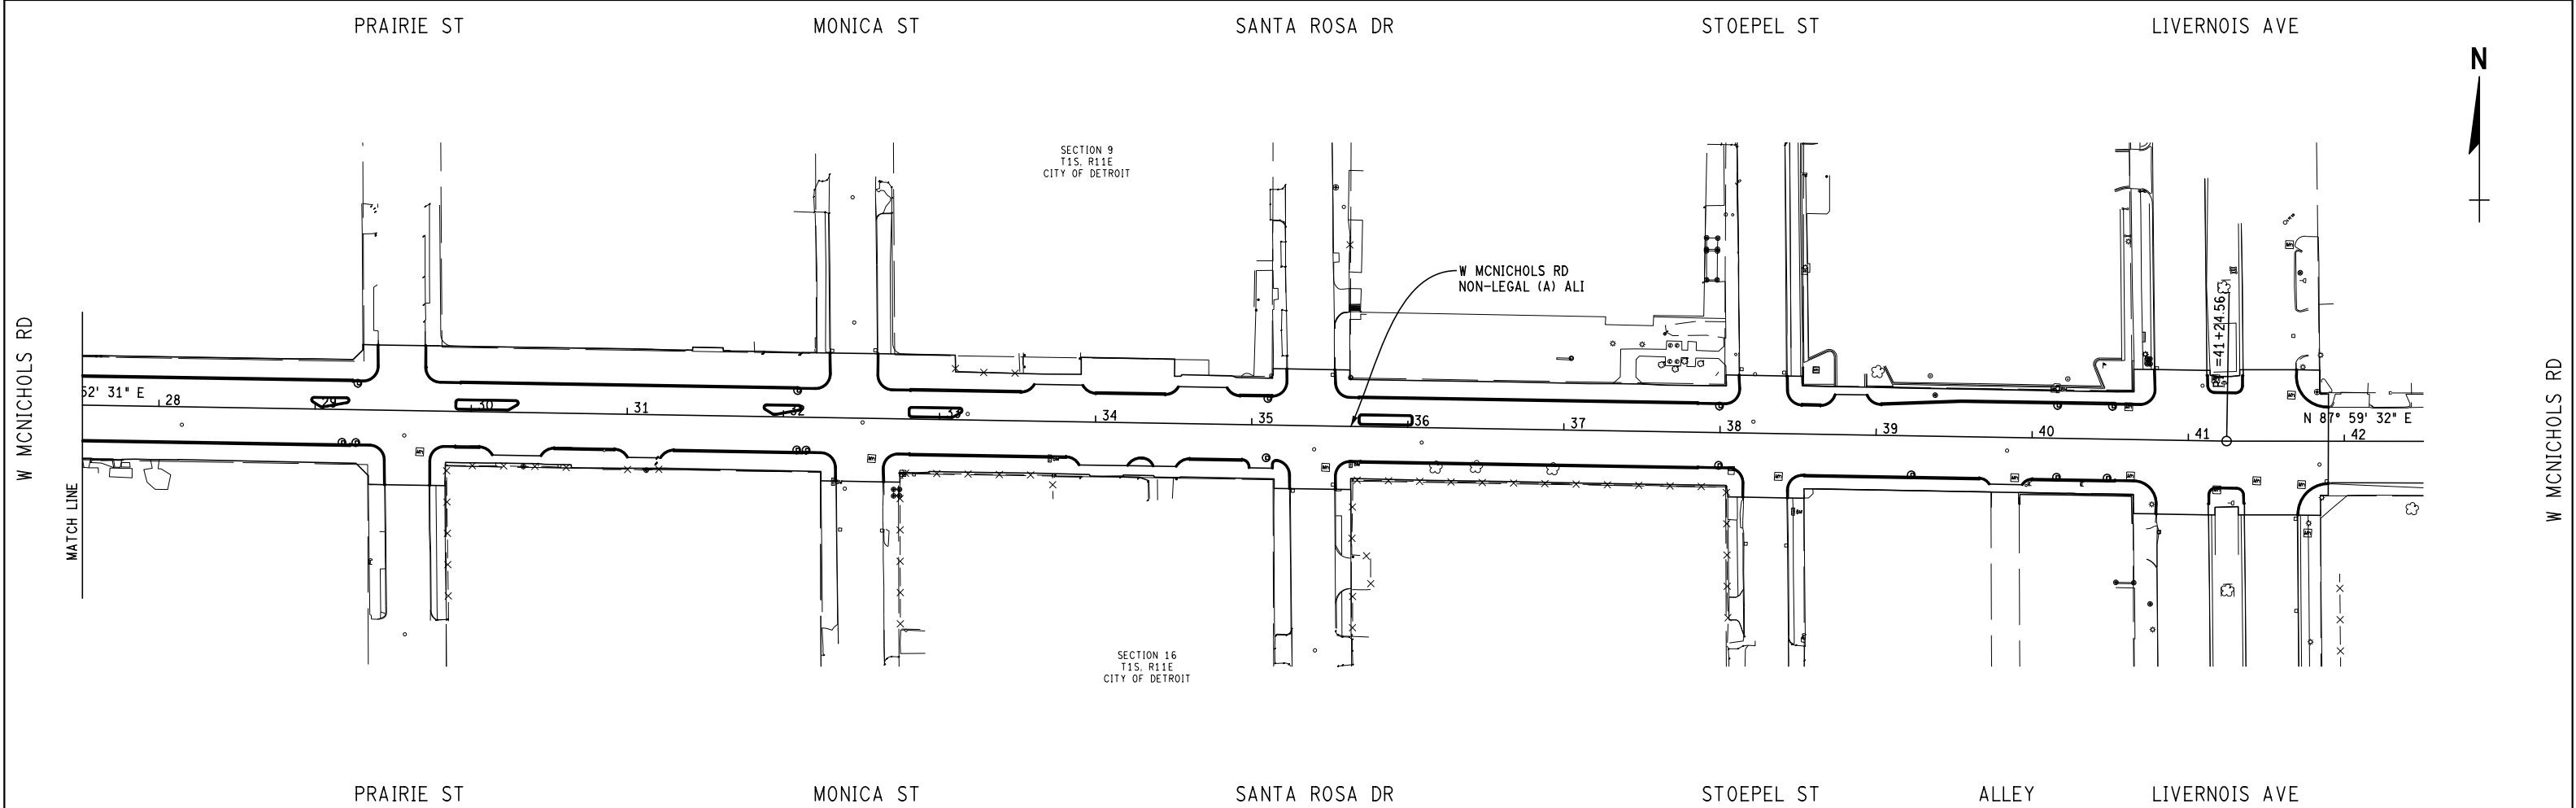 PRAIRIE ST
MONICA ST
SANTA ROSA DR
STOEPEL ST
LIVERNOIS AVE
N
SECTION 9
T1S, R11E
CITY OF DETROIT
W MCNICHOLS RD
NON-LEGAL (A) ALI
=41+24.56
W MCNICHOLS RD
W MCNICHOLS RD
52' 31" E
28
29
30
31
32
33
34
35
36
37
38
39
40
41
42
N 87° 59' 32" E
MATCH LINE
SECTION 16
T1S, R11E
CITY OF DETROIT
PRAIRIE ST
MONICA ST
SANTA ROSA DR
STOEPEL ST
ALLEY
LIVERNOIS AVE